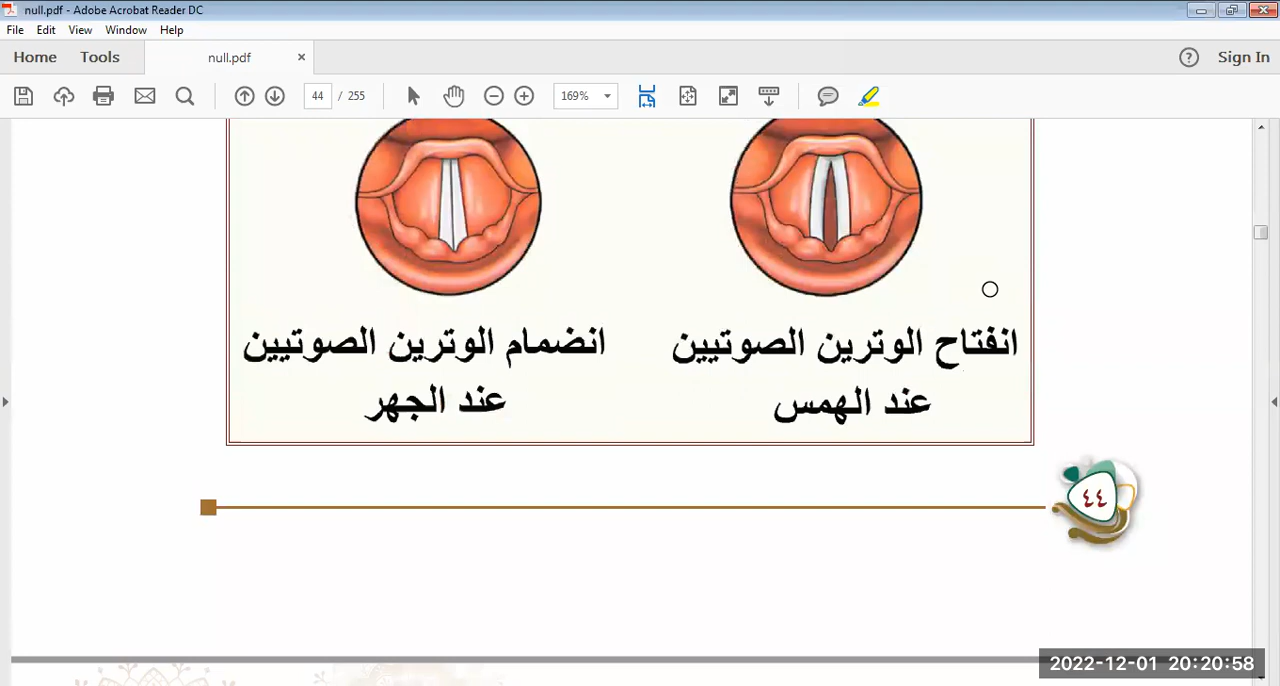 null.pdf - Adobe Acrobat Reader DC
File Edit View Window Help
Home Tools null.pdf × ? Sign In
44 / 255 169%
انفتاح الوترين الصوتيين
عند الهمس
انضمام الوترين الصوتيين
عند الجهر
٤٤
2022-12-01 20:20:58